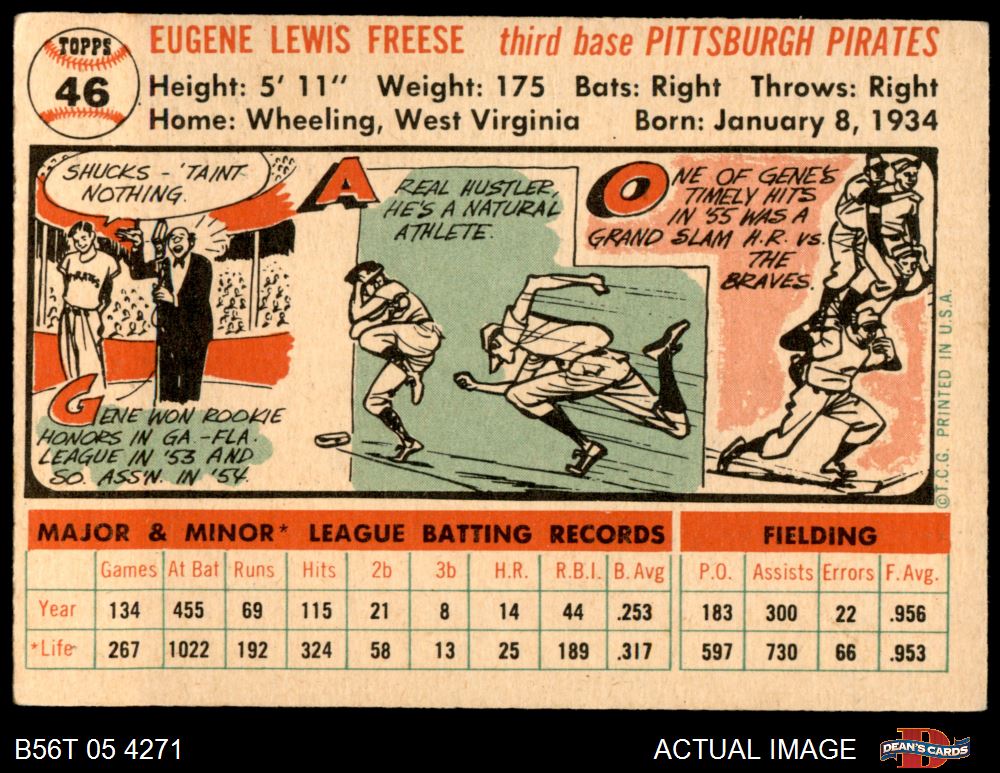 TOPPS
46
EUGENE LEWIS FREESE third base PITTSBURGH PIRATES
Height: 5' 11" Weight: 175 Bats: Right Throws: Right
Home: Wheeling, West Virginia Born: January 8, 1934
SHUCKS - 'TAINT
NOTHING.
PIRATES
GENE WON ROOKIE
HONORS IN GA.-FLA.
LEAGUE IN '53 AND
SO. ASS'N. IN '54.
A REAL HUSTLER,
HE'S A NATURAL
ATHLETE.
ONE OF GENE'S
TIMELY HITS
IN '55 WAS A
GRAND SLAM H.R. VS.
THE
BRAVES.
© T.C.G. PRINTED IN U.S.A.
MAJOR & MINOR* LEAGUE BATTING RECORDS FIELDING
Games At Bat Runs Hits 2b 3b H.R. R.B.I. B. Avg P.O. Assists Errors F. Avg.
Year 134 455 69 115 21 8 14 44 .253 183 300 22 .956
*Life 267 1022 192 324 58 13 25 189 .317 597 730 66 .953
B56T 05 4271 ACTUAL IMAGE DEAN'S CARDS